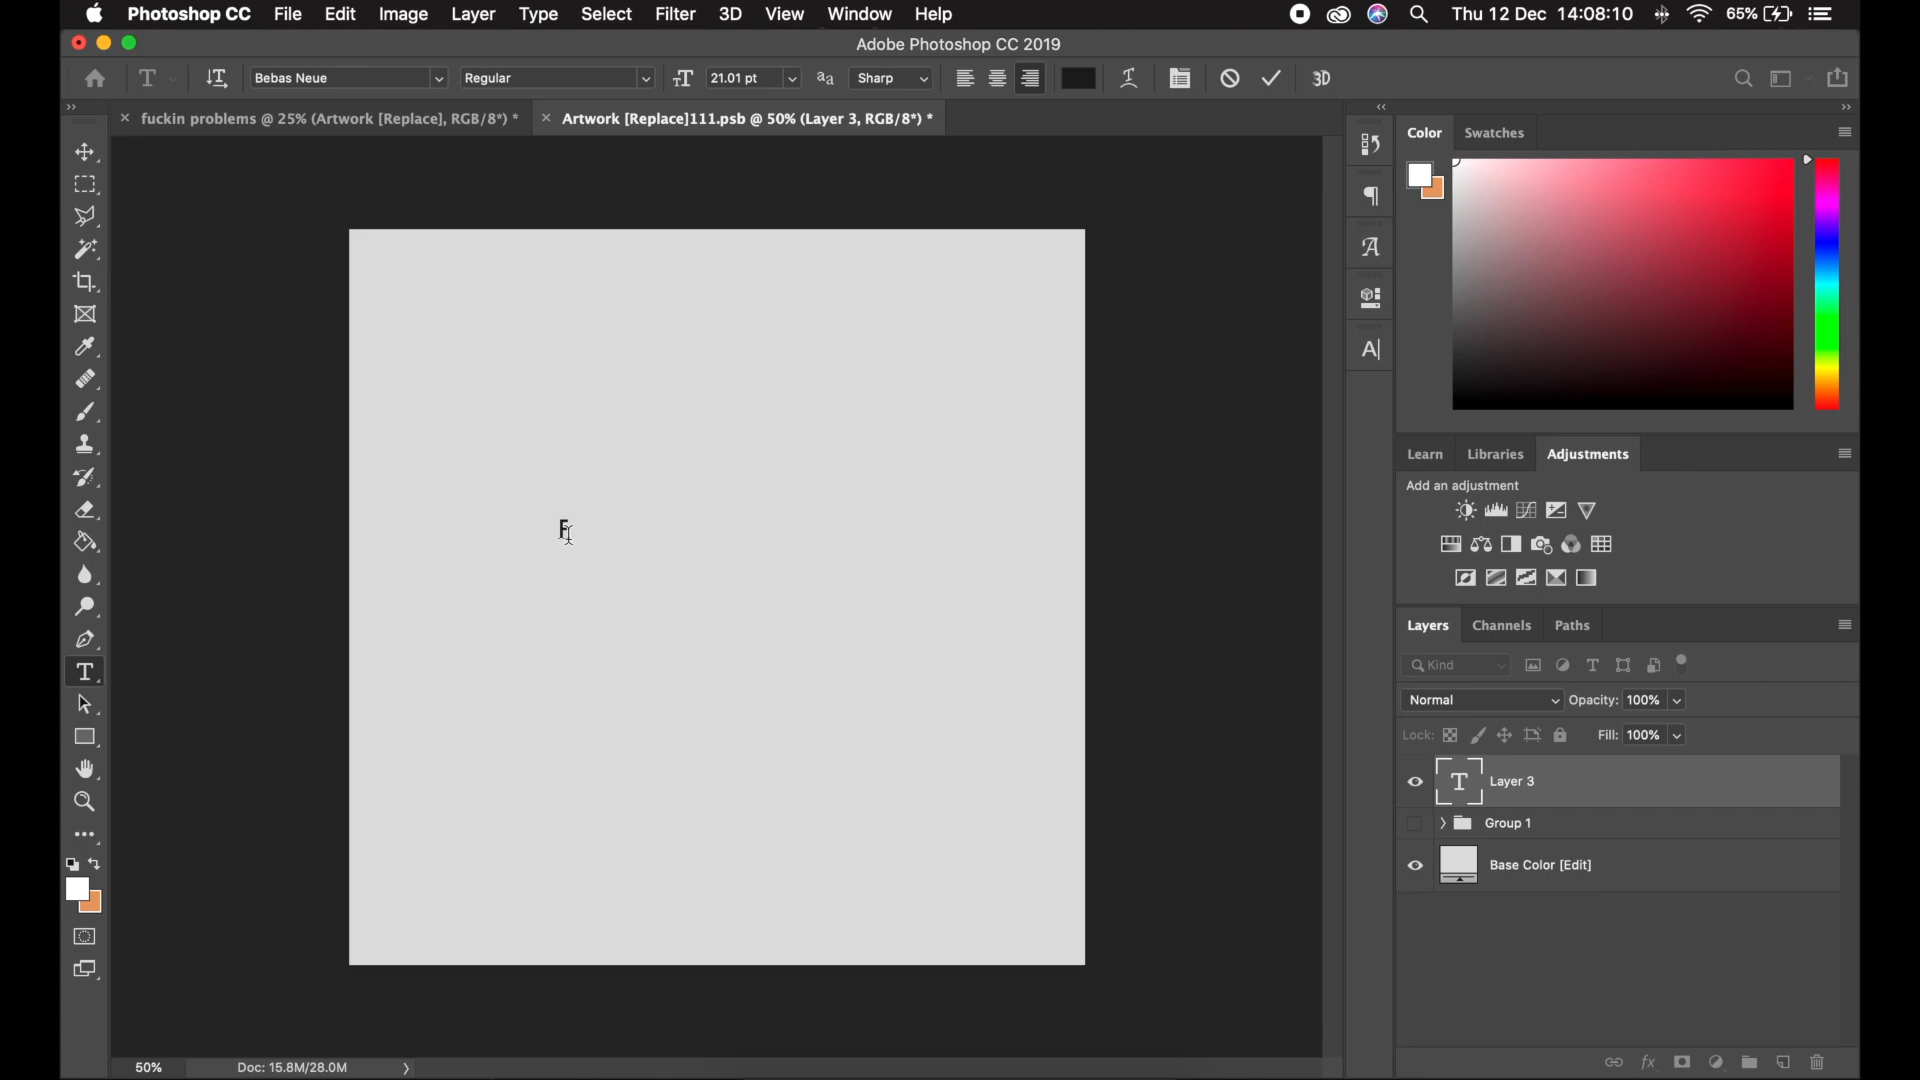 Photoshop CC File Edit Image Layer Type Select Filter 3D View Window Help Thu 12 Dec 14:08:10 65%
Adobe Photoshop CC 2019
T Bebas Neue Regular 21.01 pt aa Sharp 3D
fuckin problems @ 25% (Artwork [Replace], RGB/8*) *
Artwork [Replace]111.psb @ 50% (Layer 3, RGB/8*) *
Color Swatches
F
Learn Libraries Adjustments
Add an adjustment
Layers Channels Paths
Kind
Normal Opacity: 100%
Lock: Fill: 100%
T Layer 3
Group 1
Base Color [Edit]
50% Doc: 15.8M/28.0M